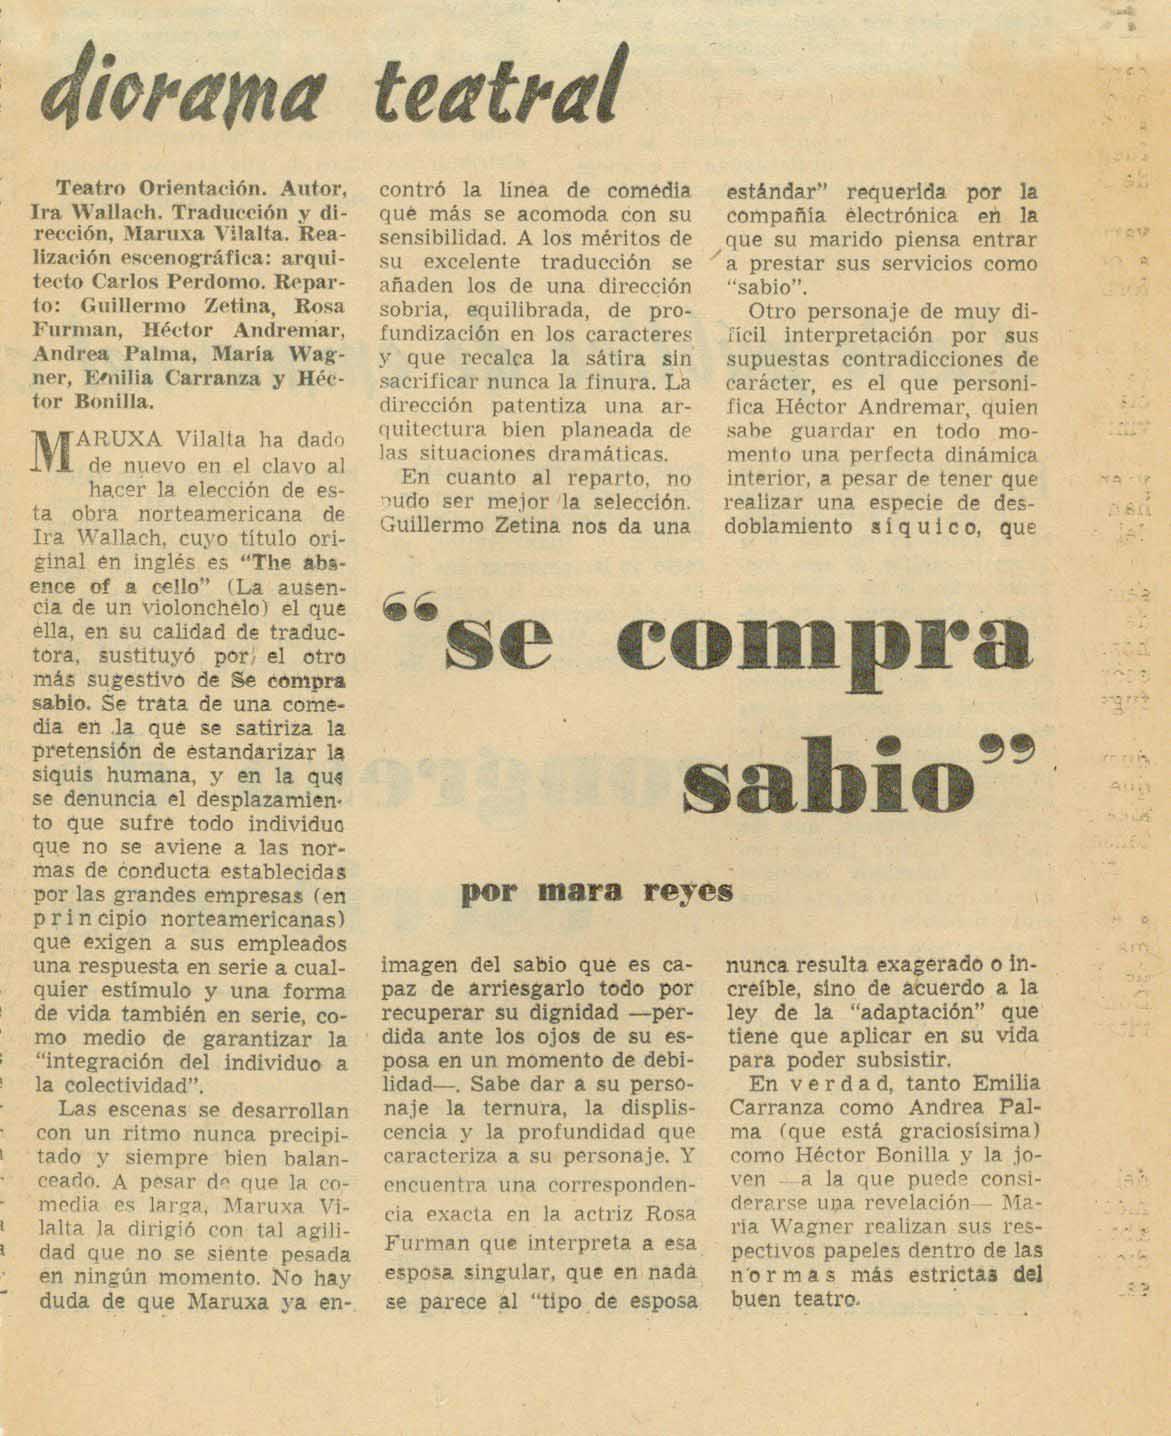 diorama teatral
Teatro Orientación. Autor,
Ira Wallach. Traducción y di-
rección, Maruxa Vilalta. Rea-
lización escenográfica: arqui-
tecto Carlos Perdomo. Repar-
to: Guillermo Zetina, Rosa
Furman, Héctor Andremar,
Andrea Palma, María Wag-
ner, Emilia Carranza y Héc-
tor Bonilla.
MARUXA Vilalta ha dado
de nuevo en el clavo al
hacer la elección de es-
ta obra norteamericana de
Ira Wallach, cuyo título ori-
ginal en inglés es "The abs-
ence of a cello" (La ausen-
cia de un violonchelo) el que
ella, en su calidad de traduc-
tora, sustituyó por el otro
más sugestivo de Se compra
sabio. Se trata de una come-
dia en la que se satiriza la
pretensión de estandarizar la
siquis humana, y en la que
se denuncia el desplazamien-
to que sufre todo individuo
que no se aviene a las nor-
mas de conducta establecidas
por las grandes empresas (en
principio norteamericanas)
que exigen a sus empleados
una respuesta en serie a cual-
quier estímulo y una forma
de vida también en serie, co-
mo medio de garantizar la
"integración del individuo a
la colectividad".
Las escenas se desarrollan
con un ritmo nunca precipi-
tado y siempre bien balan-
ceado. A pesar de que la co-
media es larga, Maruxa Vi-
lalta la dirigió con tal agili-
dad que no se siente pesada
en ningún momento. No hay
duda de que Maruxa ya en-
contró la línea de comedia
que más se acomoda con su
sensibilidad. A los méritos de
su excelente traducción se
añaden los de una dirección
sobria, equilibrada, de pro-
fundización en los caracteres
y que recalca la sátira sin
sacrificar nunca la finura. La
dirección patentiza una ar-
quitectura bien planeada de
las situaciones dramáticas.
En cuanto al reparto, no
pudo ser mejor la selección.
Guillermo Zetina nos da una
"se compra
sabio"
por mara reyes
imagen del sabio que es ca-
paz de arriesgarlo todo por
recuperar su dignidad —per-
dida ante los ojos de su es-
posa en un momento de debi-
lidad—. Sabe dar a su perso-
naje la ternura, la displis-
cencia y la profundidad que
caracteriza a su personaje. Y
encuentra una corresponden-
cia exacta en la actriz Rosa
Furman que interpreta a esa
esposa singular, que en nada
se parece al "tipo de esposa
estándar" requerida por la
compañía electrónica en la
que su marido piensa entrar
a prestar sus servicios como
"sabio".
Otro personaje de muy di-
fícil interpretación por sus
supuestas contradicciones de
carácter, es el que personi-
fica Héctor Andremar, quien
sabe guardar en todo mo-
mento una perfecta dinámica
interior, a pesar de tener que
realizar una especie de des-
doblamiento síquico, que
nunca resulta exagerado o in-
creíble, sino de acuerdo a la
ley de la "adaptación" que
tiene que aplicar en su vida
para poder subsistir.
En verdad, tanto Emilia
Carranza como Andrea Pal-
ma (que está graciosísima)
como Héctor Bonilla y la jo-
ven —a la que puede consi-
derarse una revelación— Ma-
ría Wagner realizan sus res-
pectivos papeles dentro de las
normas más estrictas del
buen teatro.